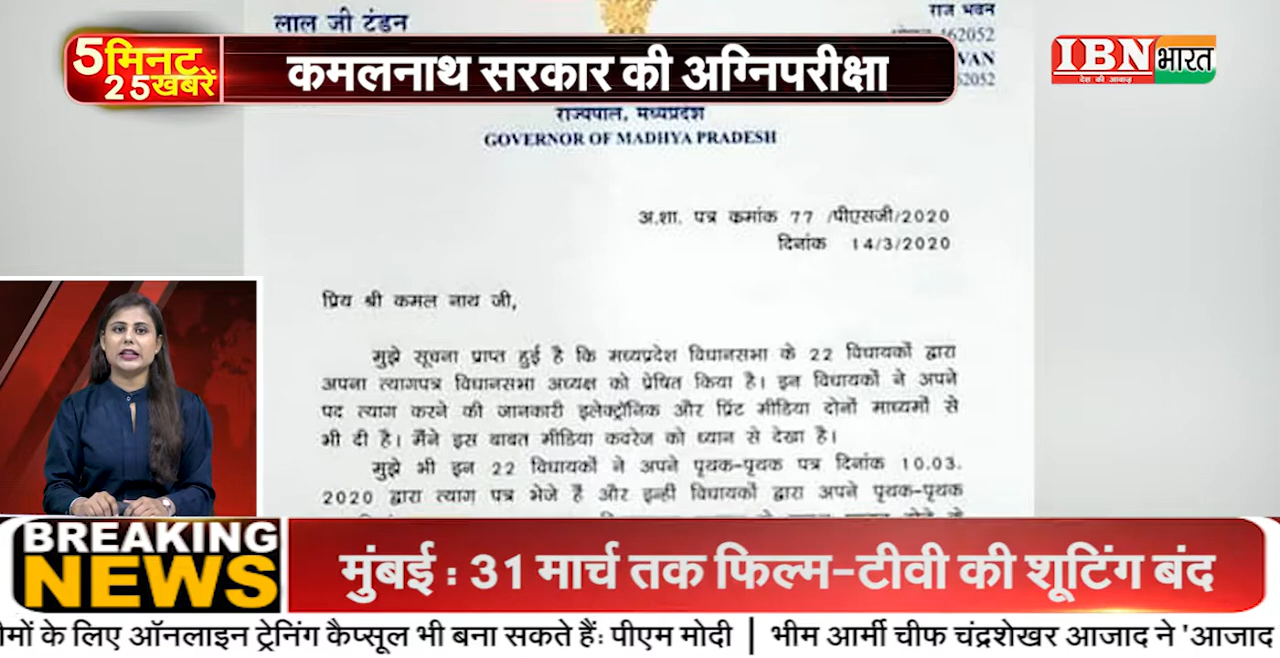 लाल जी टंडन
राज भवन
462052
VAN
62052
5 मिनट
25 खबरें
कमलनाथ सरकार की अग्निपरीक्षा
IBN भारत
देश की आवाज़
राज्यपाल, मध्यप्रदेश
GOVERNOR OF MADHYA PRADESH
अ.शा. पत्र कमांक 77 /पीएसजी/2020
दिनांक 14/3/2020
प्रिय श्री कमल नाथ जी,
मुझे सूचना प्राप्त हुई है कि मध्यप्रदेश विधानसभा के 22 विधायकों द्वारा
अपना त्यागपत्र विधानसभा अध्यक्ष को प्रेषित किया है। इन विधायकों ने अपने
पद त्याग करने की जानकारी इलेक्ट्रॉनिक और प्रिंट मीडिया दोनों माध्यमों से
भी दी है। मैंने इस बाबत मीडिया कवरेज को ध्यान से देखा है।
मुझे भी इन 22 विधायकों ने अपने पृथक-पृथक पत्र दिनांक 10.03.
2020 द्वारा त्याग पत्र भेजे है और इन्हीं विधायकों द्वारा अपने पृथक-पृथक
BREAKING
NEWS
मुंबई : 31 मार्च तक फिल्म-टीवी की शूटिंग बंद
के लिए ऑनलाइन ट्रेनिंग कैप्सूल भी बना सकते हैं: पीएम मोदी | भीम आर्मी चीफ चंद्रशेखर आजाद ने 'आजाद